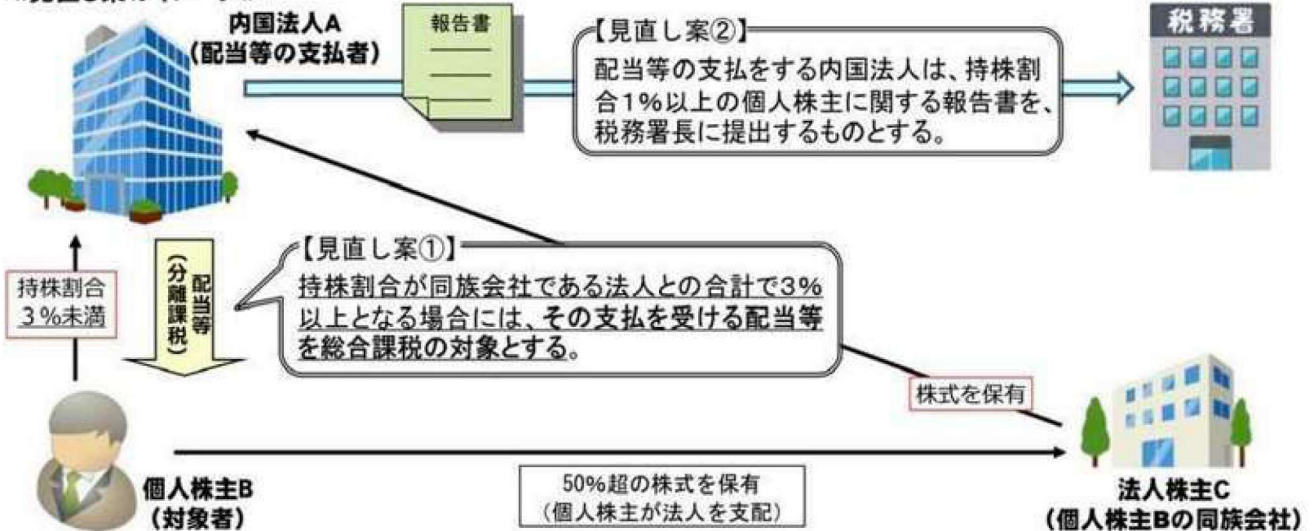 内国法人A
(配当等の支払者)
報告書
【見直し案②】
配当等の支払をする内国法人は、持株割
合1%以上の個人株主に関する報告書を、
税務署長に提出するものとする。
税務署
持株割合
3%未満
配当等
(分離課税)
【見直し案①】
持株割合が同族会社である法人との合計で3%
以上となる場合には、その支払を受ける配当等
を総合課税の対象とする。
株式を保有
個人株主B
(対象者)
50%超の株式を保有
(個人株主が法人を支配)
法人株主C
(個人株主Bの同族会社)